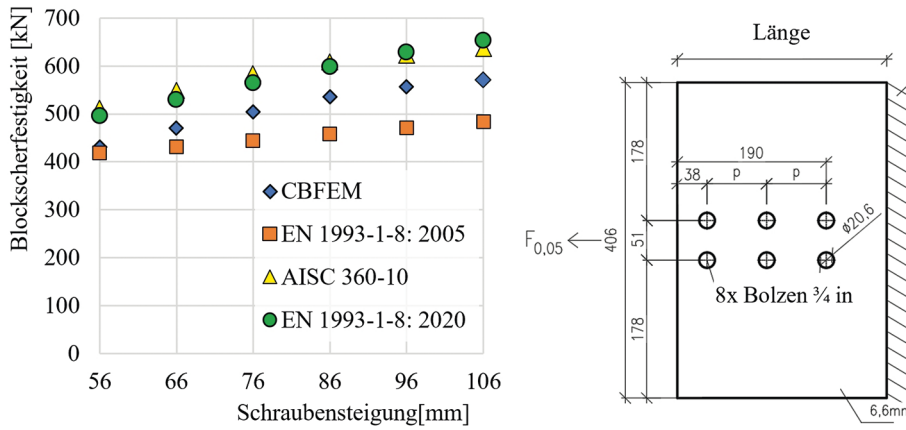 Blockscherfestigkeit [kN]
700
600
500
400
300
200
100
0
56
66
76
86
96
106
Schraubensteigung[mm]
CBFEM
EN 1993-1-8: 2005
AISC 360-10
EN 1993-1-8: 2020
Länge
178
51
178
406
190
38
p
p
ø20,6
F0,05
8x Bolzen ¾ in
6,6mm